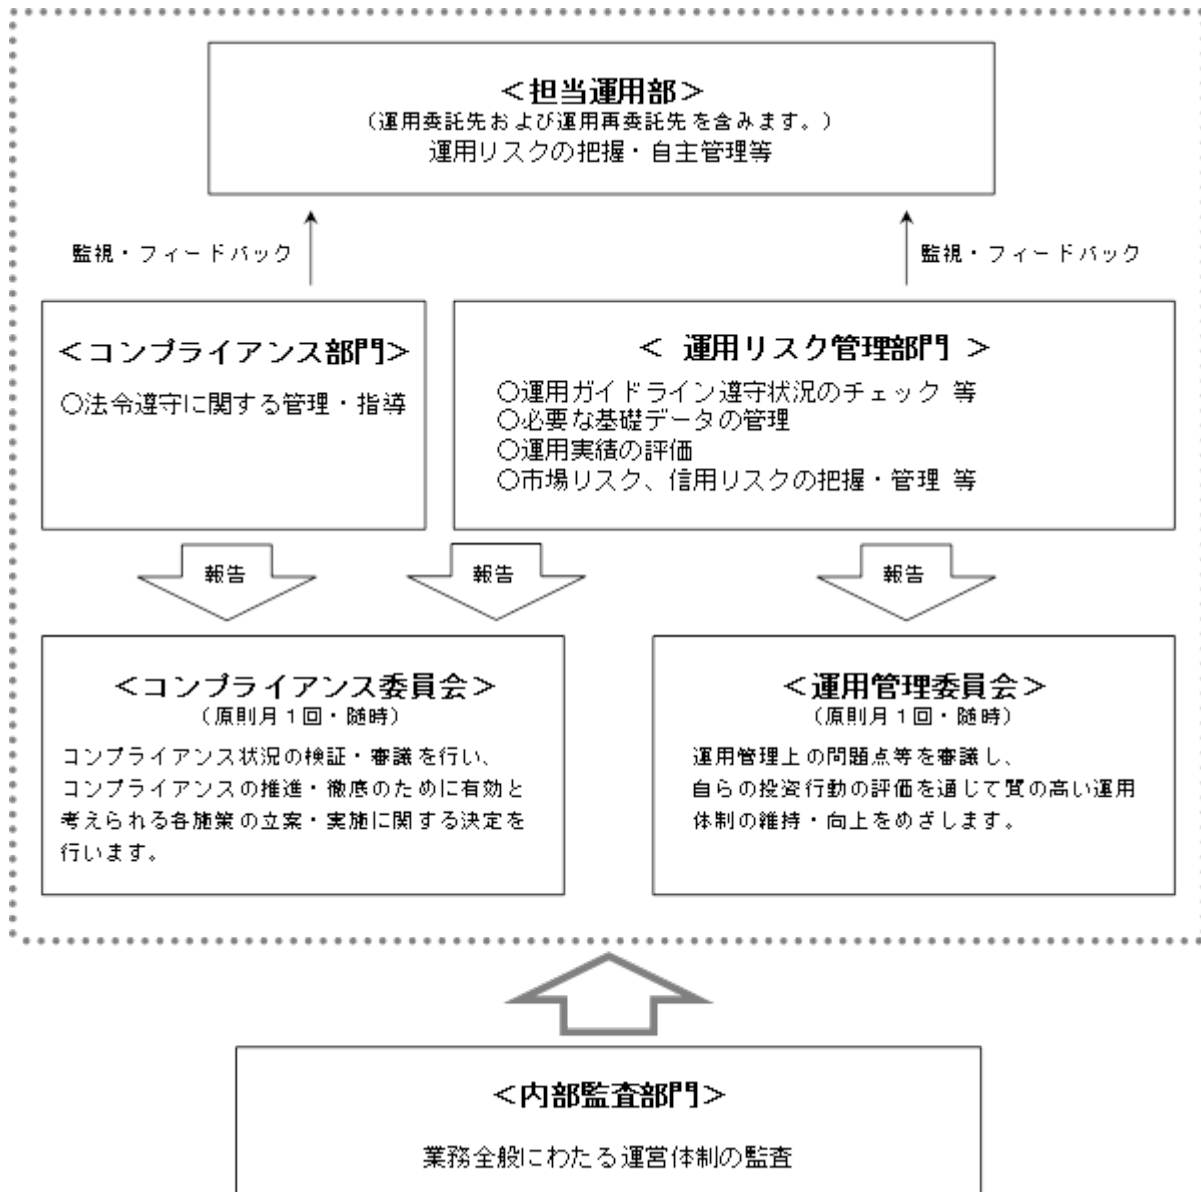 ＜担当運用部＞
（運用委託先および運用再委託先を含みます。）
運用リスクの把握・自主管理等
監視・フィードバック
監視・フィードバック
＜コンプライアンス部門＞
○法令遵守に関する管理・指導
＜ 運用リスク管理部門 ＞
○運用ガイドライン遵守状況のチェック 等
○必要な基礎データの管理
○運用実績の評価
○市場リスク、信用リスクの把握・管理 等
報告
報告
報告
＜コンプライアンス委員会＞
（原則月１回・随時）
コンプライアンス状況の検証・審議を行い、
コンプライアンスの推進・徹底のために有効と
考えられる各施策の立案・実施に関する決定を
行います。
＜運用管理委員会＞
（原則月１回・随時）
運用管理上の問題点等を審議し、
自らの投資行動の評価を通じて質の高い運用
体制の維持・向上をめざします。
＜内部監査部門＞
業務全般にわたる運営体制の監査